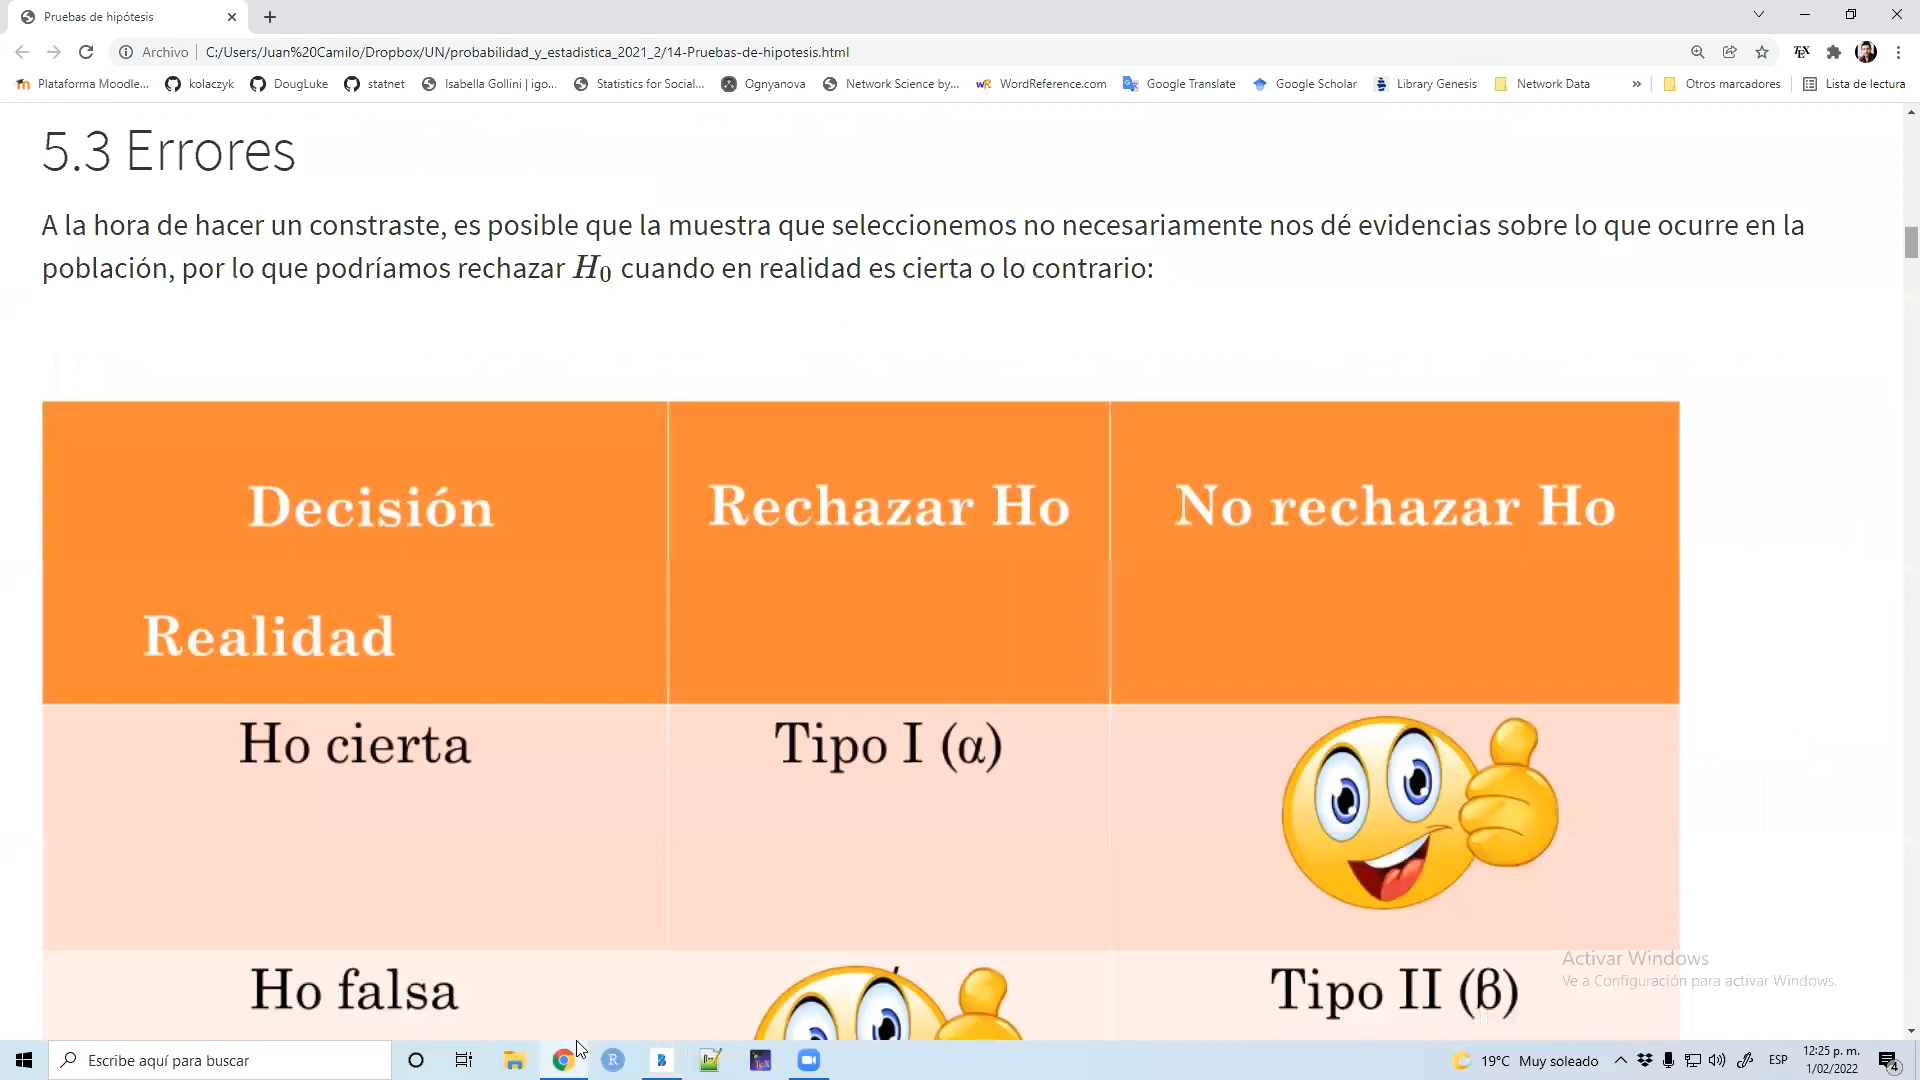 Pruebas de hipótesis
Archivo C:/Users/Juan%20Camilo/Dropbox/UN/probabilidad_y_estadistica_2021_2/14-Pruebas-de-hipotesis.html
Plataforma Moodle... kolaczyk DougLuke statnet Isabella Gollini | igo... Statistics for Social... Ognyanova Network Science by... WordReference.com Google Translate Google Scholar Library Genesis Network Data » Otros marcadores Lista de lectura
5.3 Errores
A la hora de hacer un constraste, es posible que la muestra que seleccionemos no necesariamente nos dé evidencias sobre lo que ocurre en la
población, por lo que podríamos rechazar H₀ cuando en realidad es cierta o lo contrario:
Decisión Rechazar Ho No rechazar Ho
Realidad
Ho cierta Tipo I (α)
Ho falsa Tipo II (β)
Activar Windows
Ve a Configuración para activar Windows.
Escribe aquí para buscar
19°C Muy soleado ESP 12:25 p. m.
1/02/2022
4